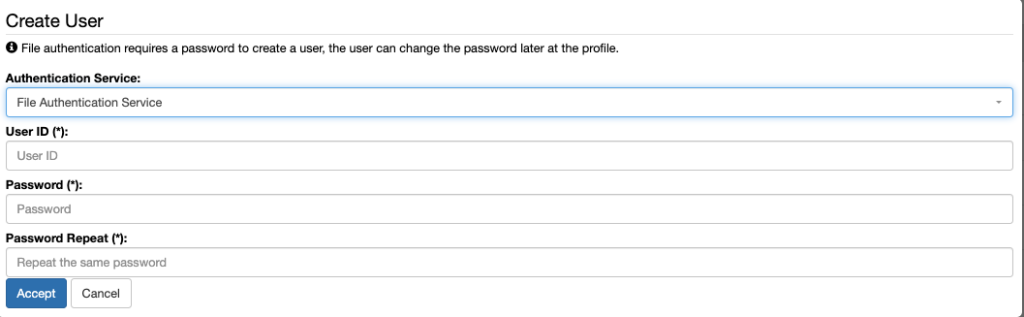 Create User
File authentication requires a password to create a user, the user can change the password later at the profile.
Authentication Service:
File Authentication Service
User ID (*):
User ID
Password (*):
Password
Password Repeat (*):
Repeat the same password
Accept Cancel